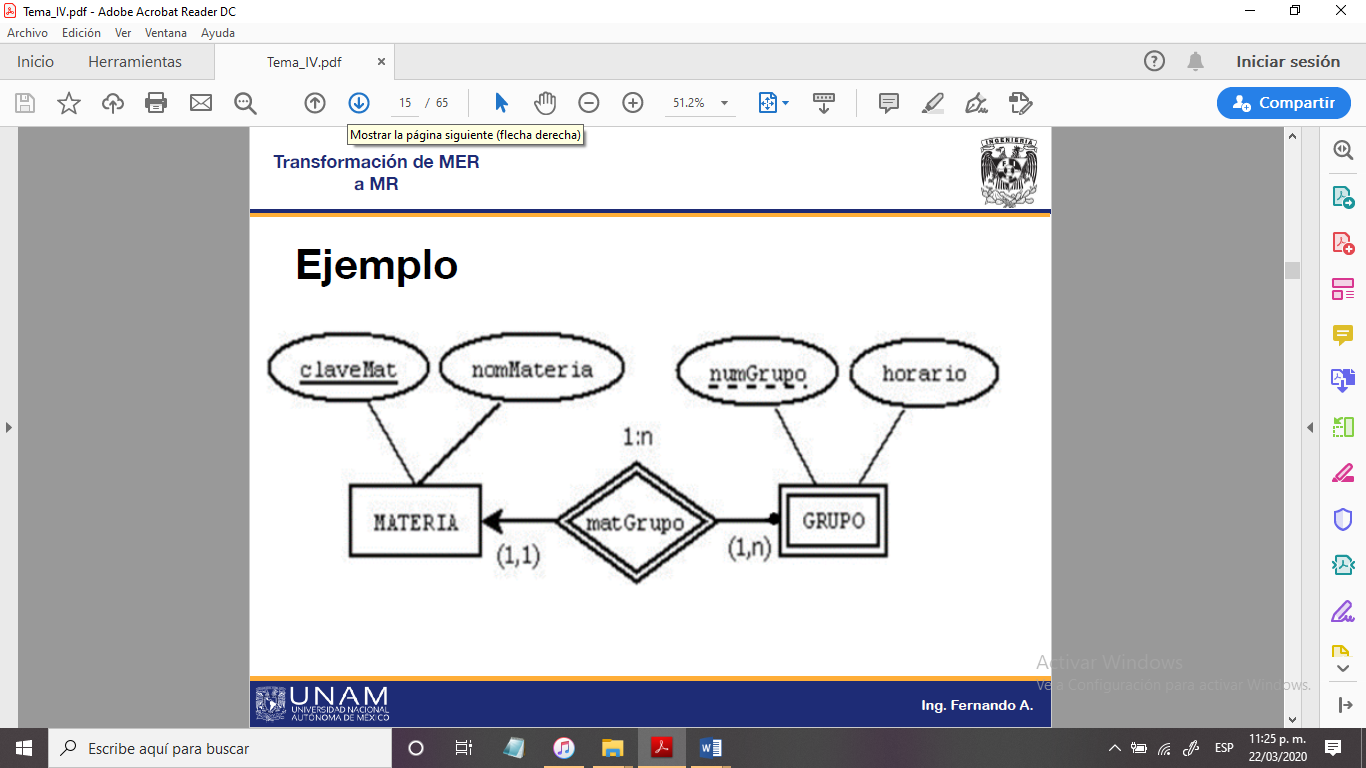 Tema_IV.pdf - Adobe Acrobat Reader DC
Archivo Edición Ver Ventana Ayuda
Inicio Herramientas Tema_IV.pdf × Iniciar sesión
15 / 65 51.2% Compartir
Mostrar la página siguiente (flecha derecha)
Transformación de MER
a MR
INGENIERIA
Ejemplo
claveMat nomMateria numGrupo horario
1:n
MATERIA matGrupo GRUPO
(1,1) (1,n)
Activar Windows
Ve a Configuración para activar Windows.
UNAM
UNIVERSIDAD NACIONAL
AUTÓNOMA DE MÉXICO
Ing. Fernando A.
Escribe aquí para buscar
ESP
11:25 p. m.
22/03/2020